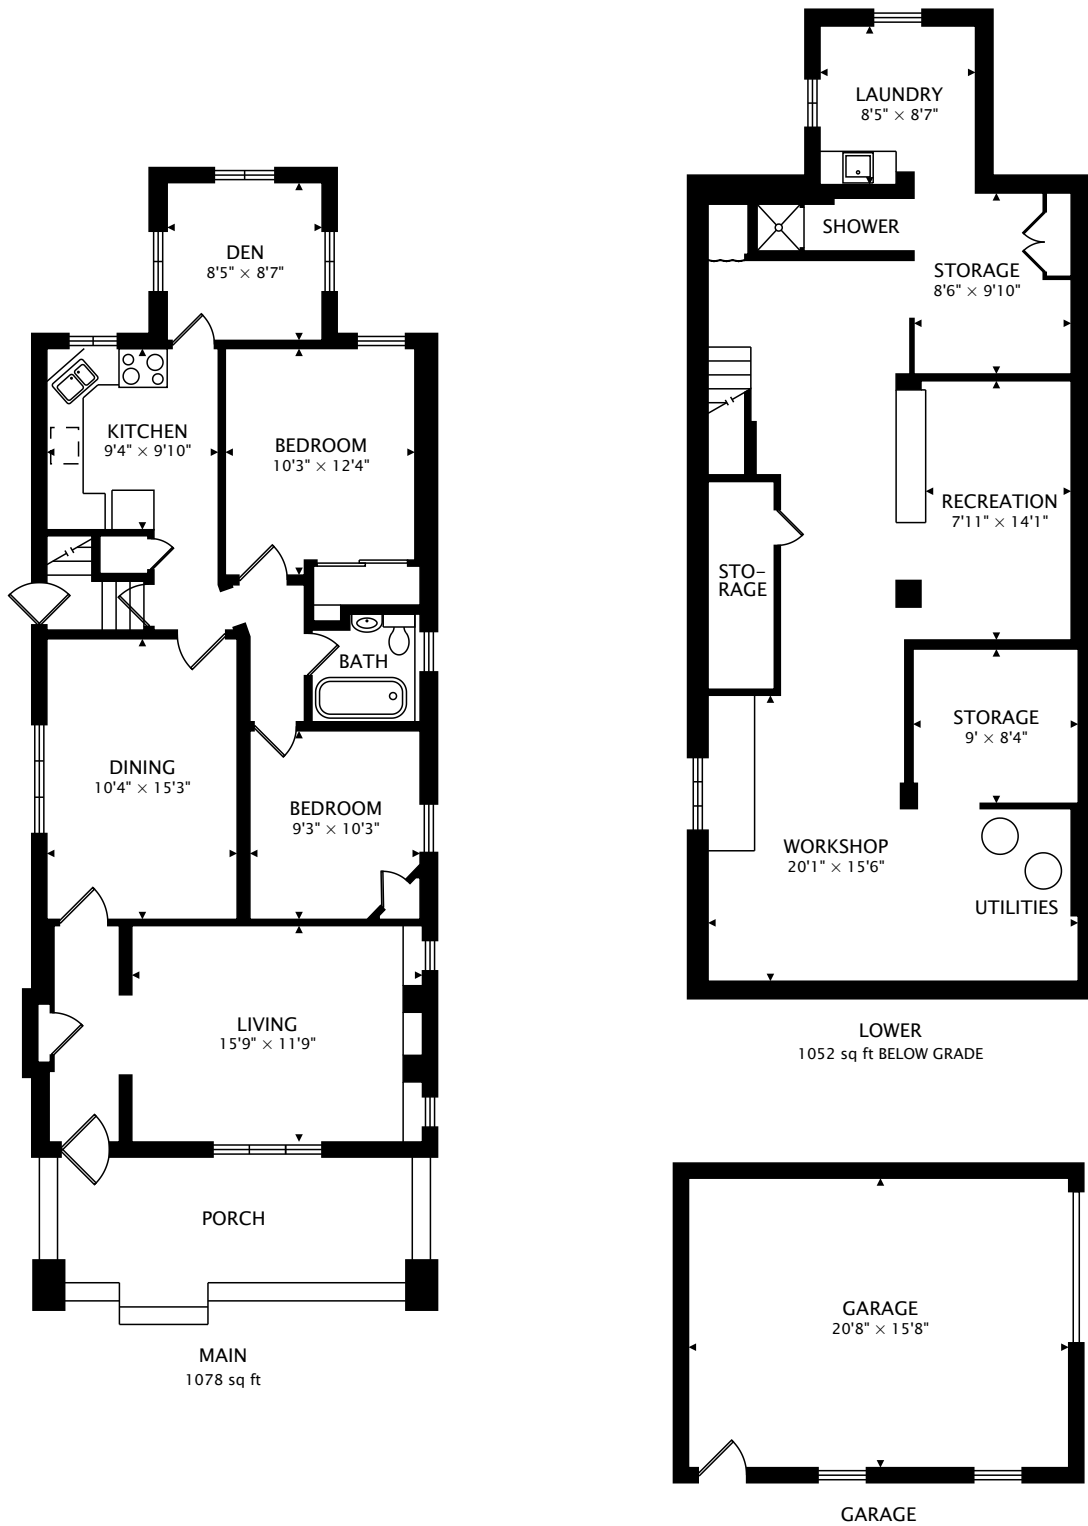 DEN
8'5" × 8'7"
KITCHEN
9'4" × 9'10"
BEDROOM
10'3" × 12'4"
BATH
DINING
10'4" × 15'3"
BEDROOM
9'3" × 10'3"
LIVING
15'9" × 11'9"
PORCH
MAIN
1078 sq ft
LAUNDRY
8'5" × 8'7"
SHOWER
STORAGE
8'6" × 9'10"
RECREATION
7'11" × 14'1"
STO-
RAGE
STORAGE
9' × 8'4"
WORKSHOP
20'1" × 15'6"
UTILITIES
LOWER
1052 sq ft BELOW GRADE
GARAGE
20'8" × 15'8"
GARAGE